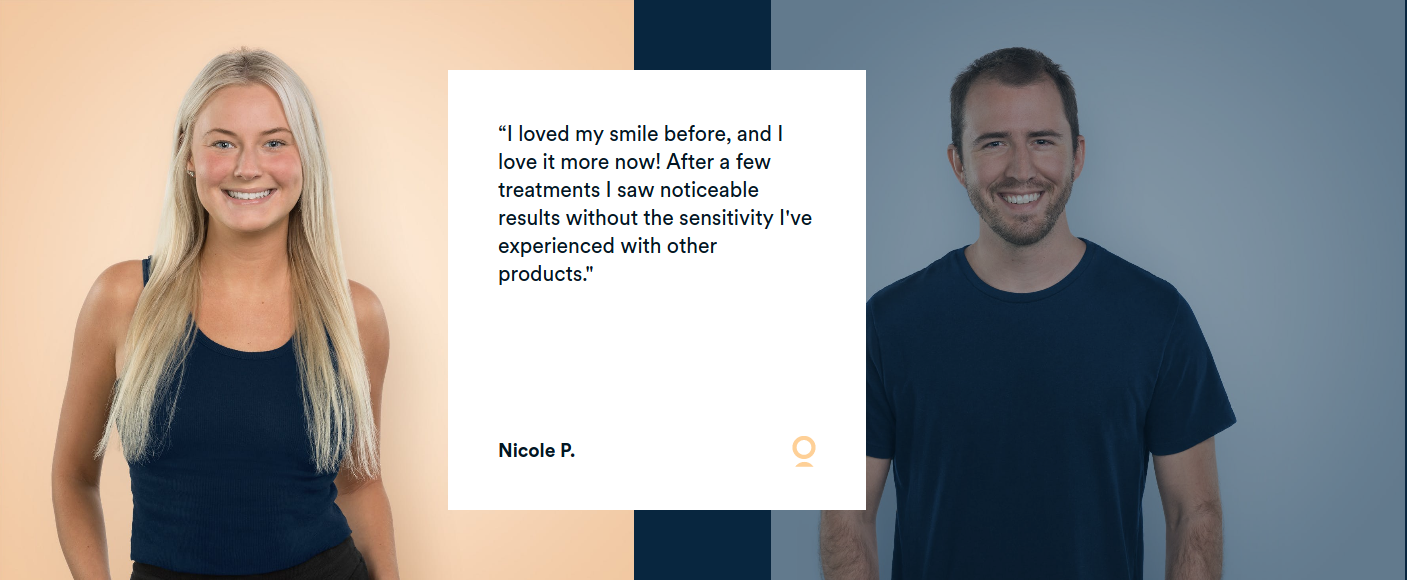 “I loved my smile before, and I
love it more now! After a few
treatments I saw noticeable
results without the sensitivity I've
experienced with other
products."
Nicole P.